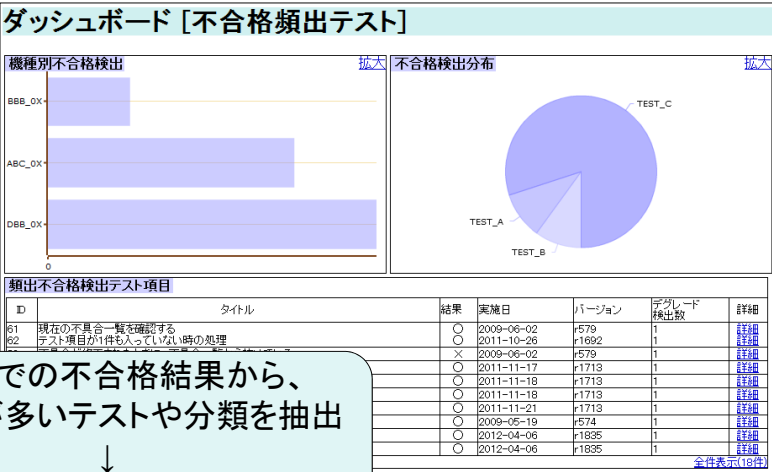 ダッシュボード [不合格頻出テスト]
機種別不合格検出 拡大
BBB_0X
ABC_0X
DBB_0X
0
不合格検出分布 拡大
TEST_C
TEST_A
TEST_B
頻出不合格検出テスト項目
ID タイトル 結果 実施日 バージョン デグレード検出数 詳細
61 現在の不具合一覧を確認する ○ 2009-06-02 r579 1 詳細
62 テスト項目が1件も入っていない時の処理 ○ 2011-10-26 r1692 1 詳細
× 2009-06-02 r579 1 詳細
○ 2011-11-17 r1713 1 詳細
○ 2011-11-18 r1713 1 詳細
○ 2011-11-18 r1713 1 詳細
○ 2011-11-21 r1713 1 詳細
○ 2009-05-19 r574 1 詳細
○ 2012-04-06 r1835 1 詳細
○ 2012-04-06 r1835 1 詳細
全件表示(18件)
での不合格結果から、
多いテストや分類を抽出
↓